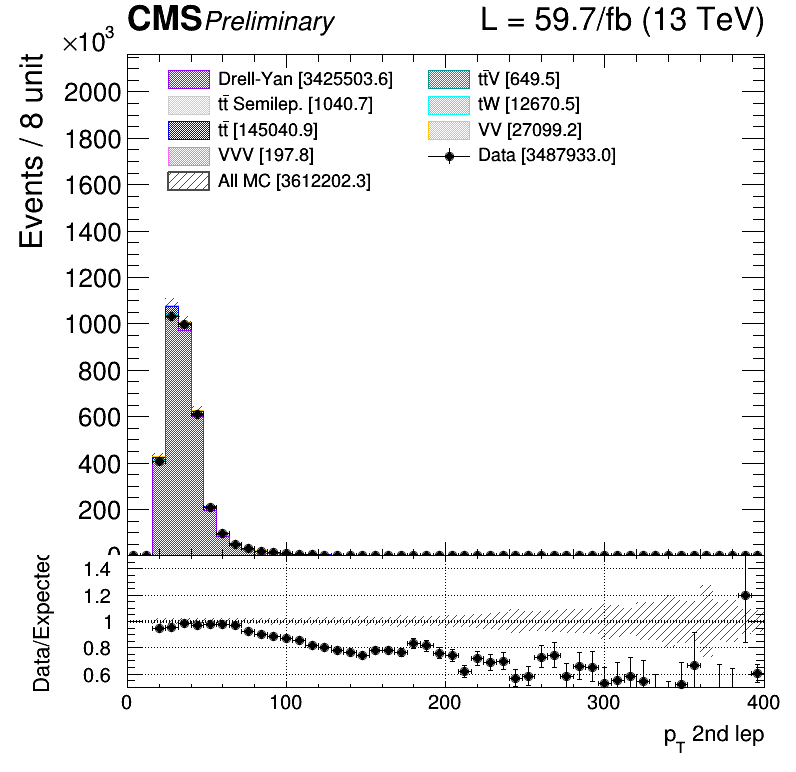 CMS Preliminary L = 59.7/fb (13 TeV)
×10³
Events / 8 unit
Drell-Yan [3425503.6]
tt̄ Semilep. [1040.7]
tt̄ [145040.9]
VVV [197.8]
All MC [3612202.3]
tt̄V [649.5]
tW [12670.5]
VV [27099.2]
Data [3487933.0]
2000
1800
1600
1400
1200
1000
800
600
400
200
0
Data/Expected
1.4
1.2
1
0.8
0.6
0 100 200 300 400
p_T 2nd lep